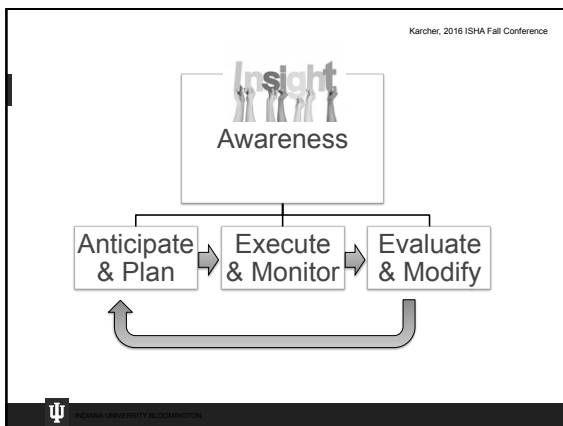 Karcher, 2016 ISHA Fall Conference
Insight
Awareness
Anticipate
& Plan
Execute
& Monitor
Evaluate
& Modify
INDIANA UNIVERSITY BLOOMINGTON